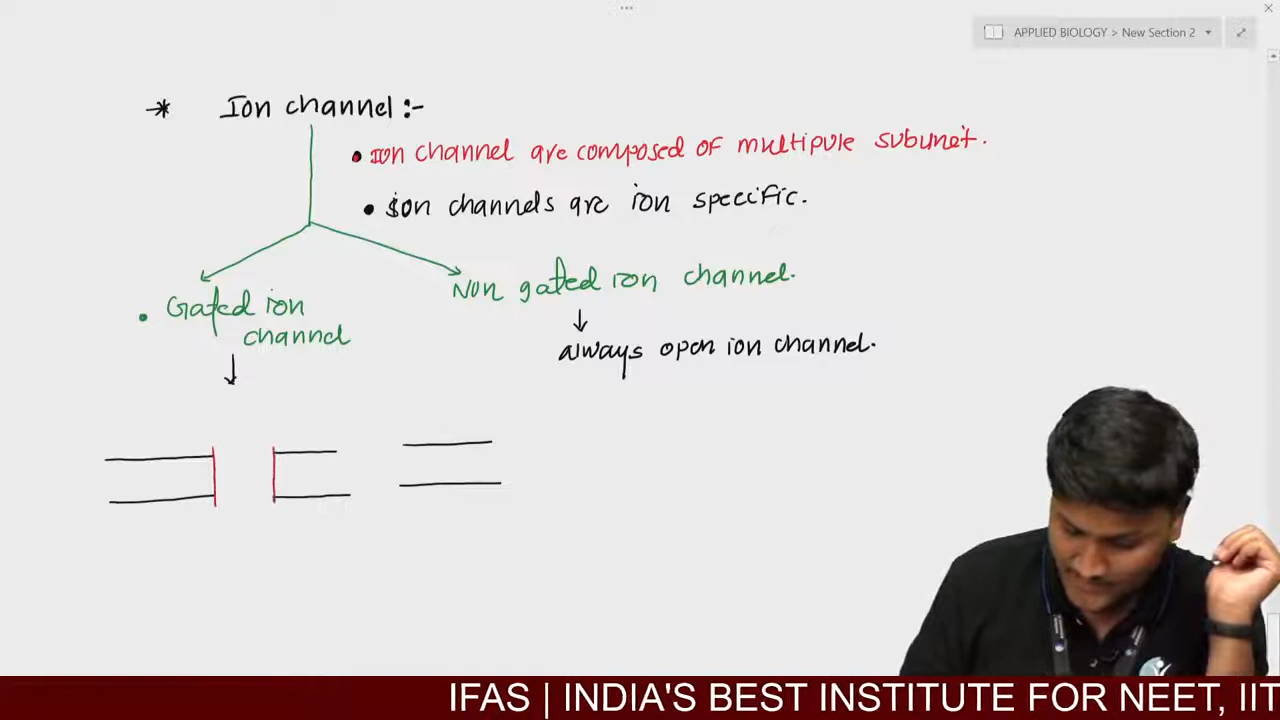 APPLIED BIOLOGY > New Section 2
Ion channel :-
• Ion channel are composed of multipule subunet.
• ion channels are ion specific.
• Gated ion
channel
Non gated ion channel.
always open ion channel.
IFAS | INDIA'S BEST INSTITUTE FOR NEET, IIT